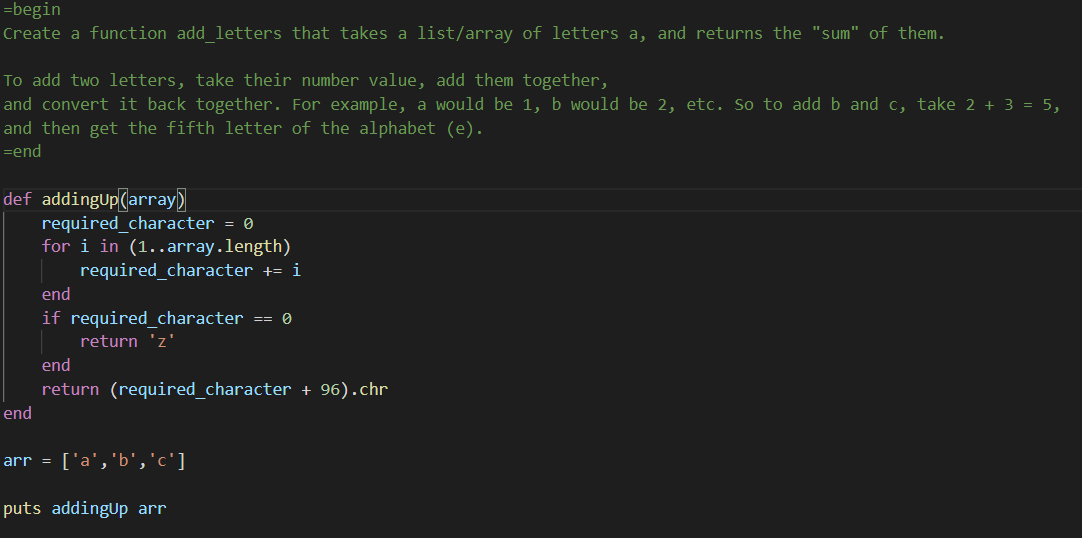 =begin
Create a function add_letters that takes a list/array of letters a, and returns the "sum" of them.
To add two letters, take their number value, add them together,
and convert it back together. For example, a would be 1, b would be 2, etc. So to add b and c, take 2 + 3 = 5,
and then get the fifth letter of the alphabet (e).
=end
def addingUp(array)
    required_character = 0
    for i in (1..array.length)
        required_character += i
    end
    if required_character == 0
        return 'z'
    end
    return (required_character + 96).chr
end
arr = ['a','b','c']
puts addingUp arr